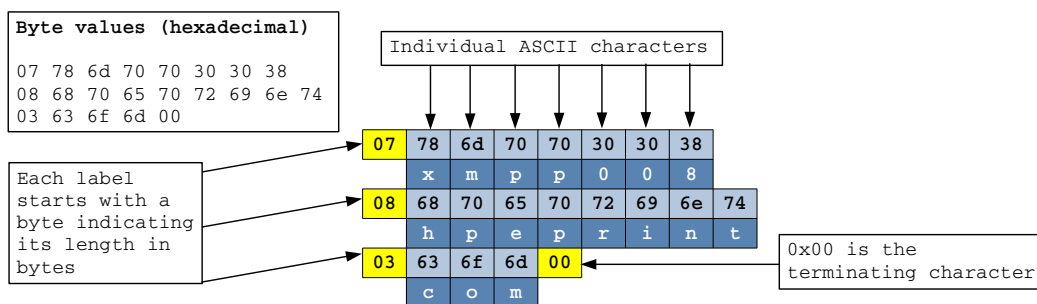 Byte values (hexadecimal)
07 78 6d 70 70 30 30 38
08 68 70 65 70 72 69 6e 74
03 63 6f 6d 00
Individual ASCII characters
07 78 6d 70 70 30 30 38
x m p p 0 0 8
Each label
starts with a
byte indicating
its length in
bytes
08 68 70 65 70 72 69 6e 74
h p e p r i n t
03 63 6f 6d 00
c o m
0x00 is the
terminating character